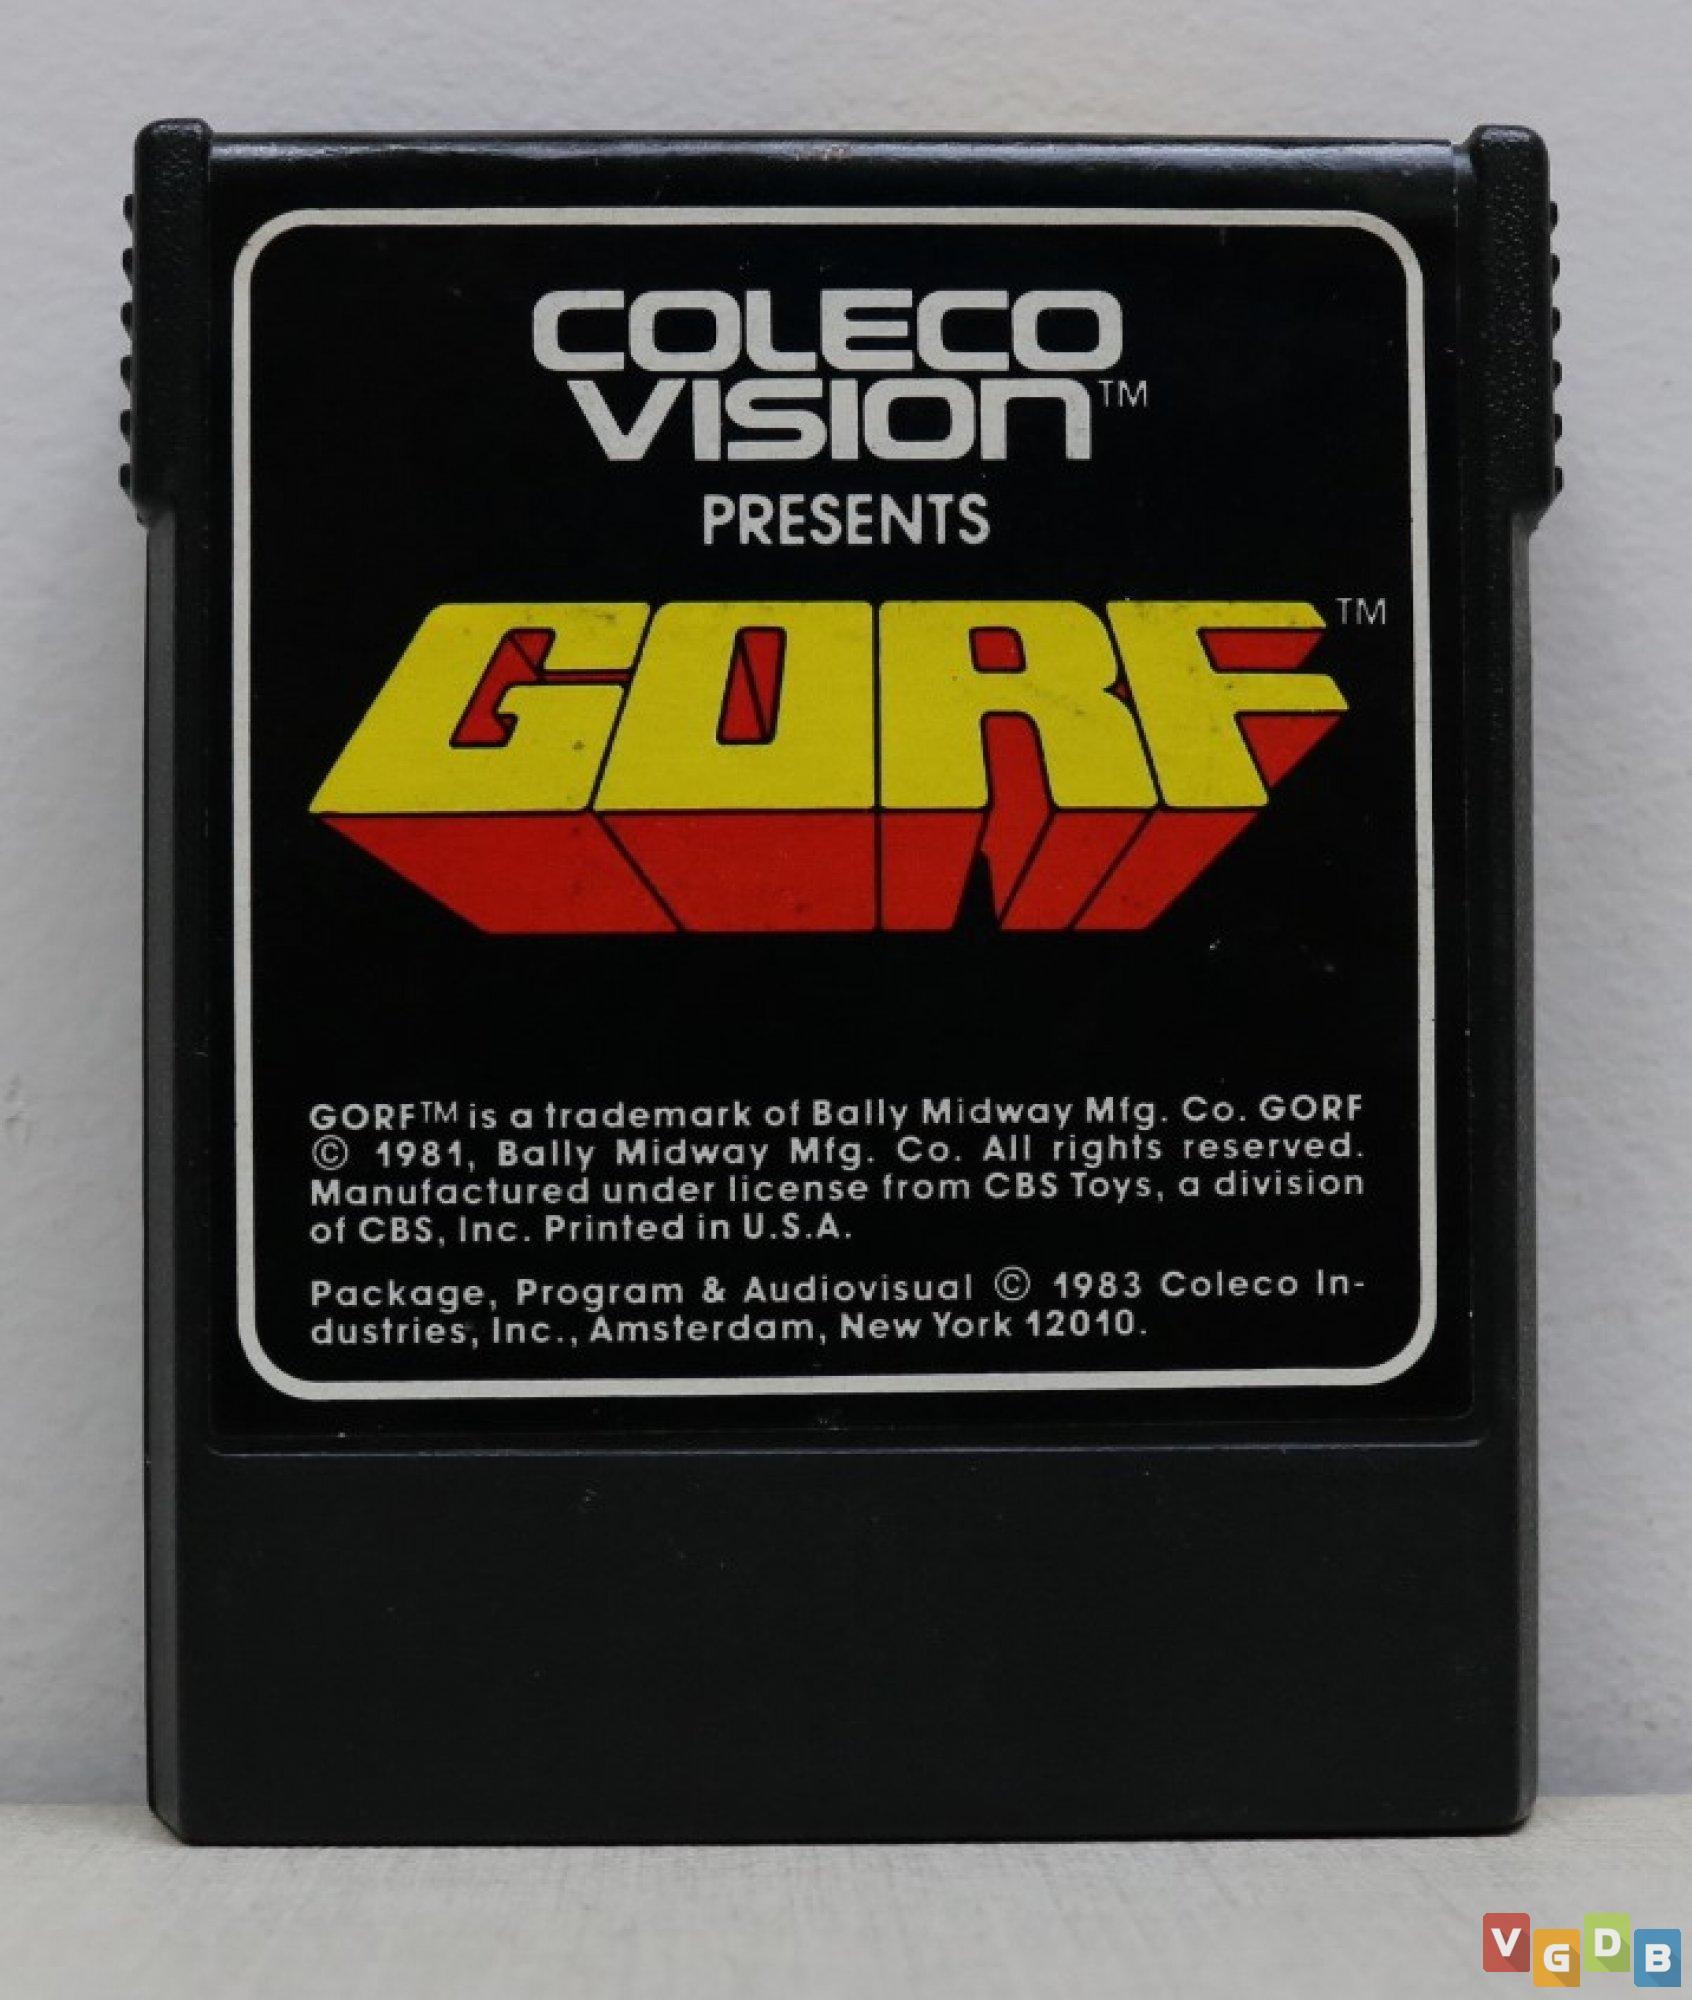 COLECO
VISION™
PRESENTS
GORF™
GORF™ is a trademark of Bally Midway Mfg. Co. GORF
© 1981, Bally Midway Mfg. Co. All rights reserved.
Manufactured under license from CBS Toys, a division
of CBS, Inc. Printed in U.S.A.
Package, Program & Audiovisual © 1983 Coleco In-
dustries, Inc., Amsterdam, New York 12010.
VGDB